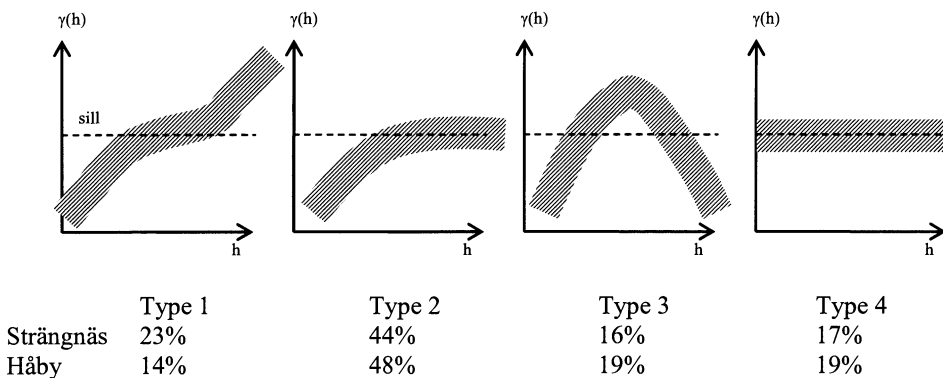 γ(h) γ(h) γ(h) γ(h)
sill
h h h h
Type 1 Type 2 Type 3 Type 4
Strängnäs 23% 44% 16% 17%
Håby 14% 48% 19% 19%